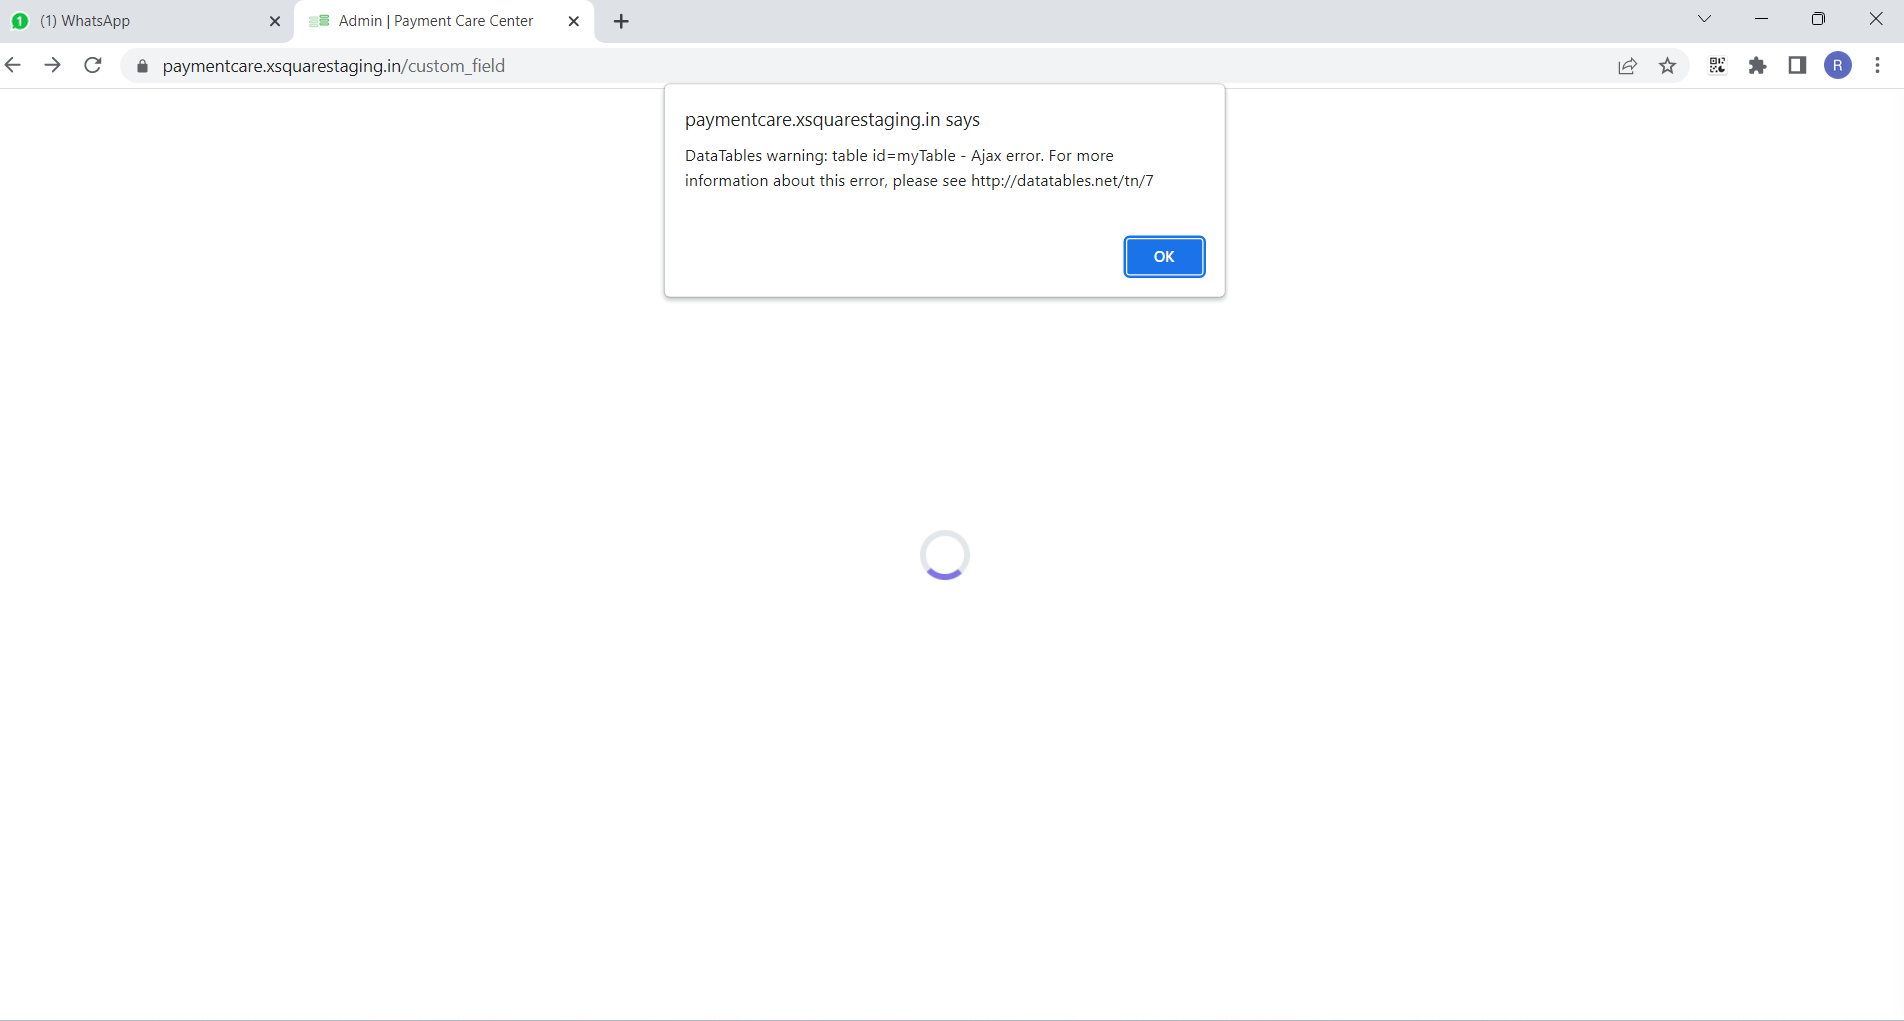 1 (1) WhatsApp
Admin | Payment Care Center
paymentcare.xsquarestaging.in/custom_field
R
paymentcare.xsquarestaging.in says
DataTables warning: table id=myTable - Ajax error. For more
information about this error, please see http://datatables.net/tn/7
OK